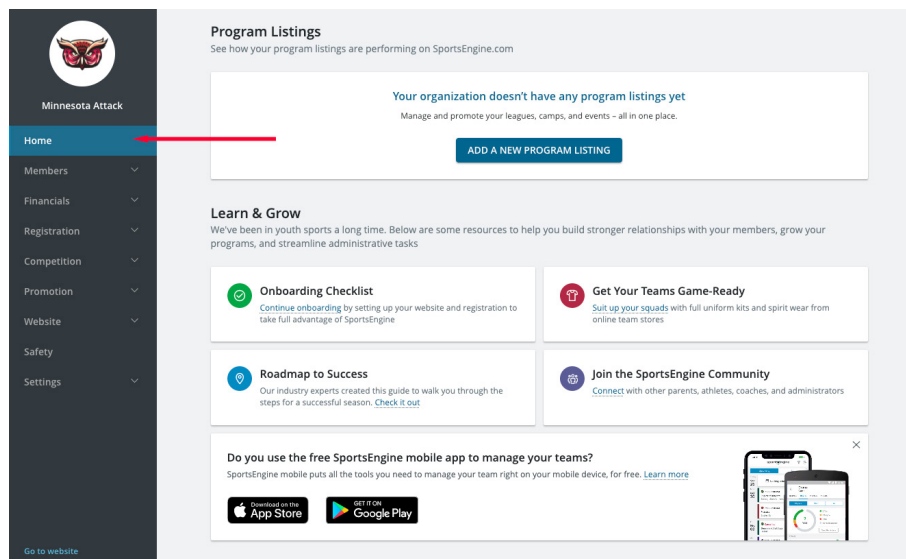 Minnesota Attack
Home
Members
Financials
Registration
Competition
Promotion
Website
Safety
Settings
Go to website
Program Listings
See how your program listings are performing on SportsEngine.com
Your organization doesn't have any program listings yet
Manage and promote your leagues, camps, and events – all in one place.
ADD A NEW PROGRAM LISTING
Learn & Grow
We've been in youth sports a long time. Below are some resources to help you build stronger relationships with your members, grow your
programs, and streamline administrative tasks
Onboarding Checklist
Continue onboarding by setting up your website and registration to
take full advantage of SportsEngine
Get Your Teams Game-Ready
Suit up your squads with full uniform kits and spirit wear from
online team stores
Roadmap to Success
Our industry experts created this guide to walk you through the
steps for a successful season. Check it out
Join the SportsEngine Community
Connect with other parents, athletes, coaches, and administrators
Do you use the free SportsEngine mobile app to manage your teams?
SportsEngine mobile puts all the tools you need to manage your team right on your mobile device, for free. Learn more
Download on the
App Store
GET IT ON
Google Play